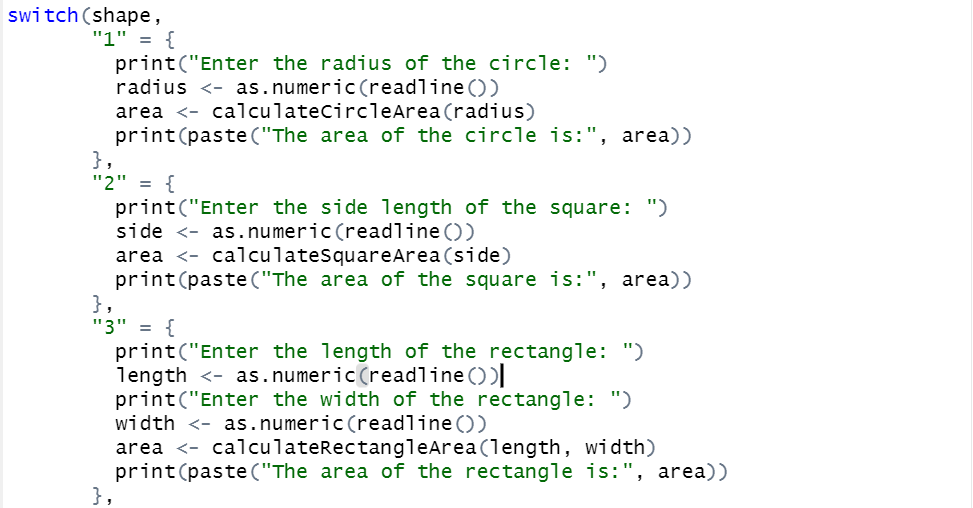 switch(shape,
"1" = {
print("Enter the radius of the circle: ")
radius <- as.numeric(readline())
area <- calculateCircleArea(radius)
print(paste("The area of the circle is:", area))
},
"2" = {
print("Enter the side length of the square: ")
side <- as.numeric(readline())
area <- calculateSquareArea(side)
print(paste("The area of the square is:", area))
},
"3" = {
print("Enter the length of the rectangle: ")
length <- as.numeric(readline())
print("Enter the width of the rectangle: ")
width <- as.numeric(readline())
area <- calculateRectangleArea(length, width)
print(paste("The area of the rectangle is:", area))
},